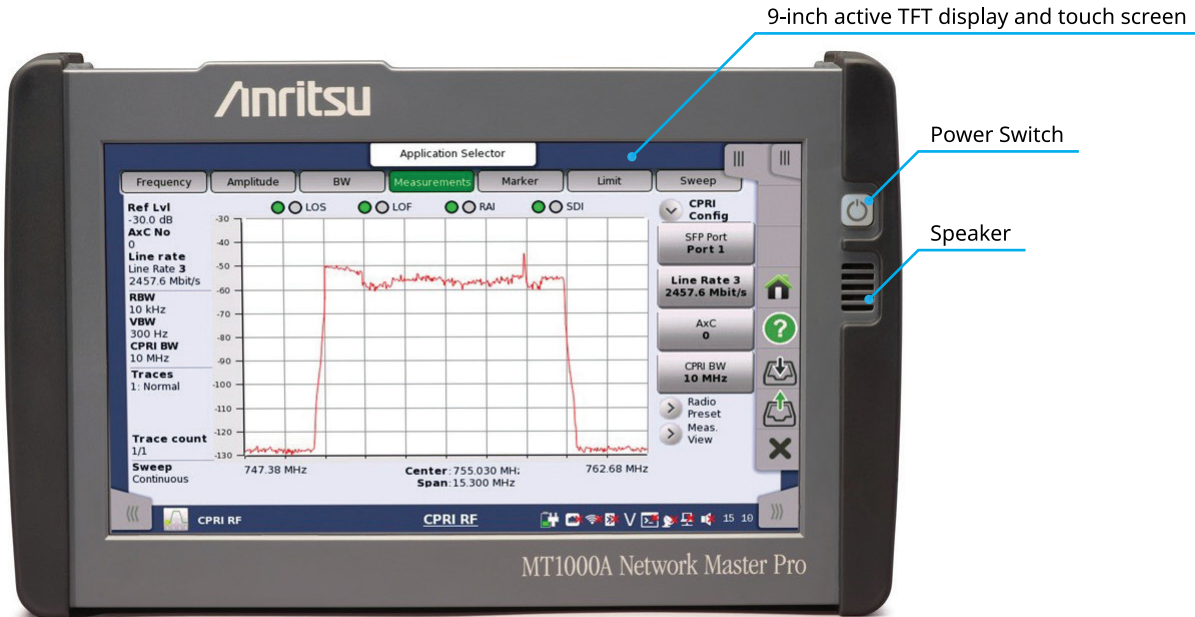 9-inch active TFT display and touch screen
Anritsu
Power Switch
Speaker
Application Selector
Frequency
Amplitude
BW
Measurements
Marker
Limit
Sweep
Ref Lvl
-30.0 dB
AxC No
0
Line rate
Line Rate 3
2457.6 Mbit/s
RBW
10 kHz
VBW
300 Hz
CPRI BW
10 MHz
Traces
1: Normal
Trace count
1/1
Sweep
Continuous
LOS
LOF
RAI
SDI
-30
-40
-50
-60
-70
-80
-90
-100
-110
-120
-130
747.38 MHz
Center:755.030 MH;
762.68 MHz
Span:15.300 MHz
CPRI
Config
SFP Port
Port 1
Line Rate 3
2457.6 Mbit/s
AxC
0
CPRI BW
10 MHz
Radio
Preset
Meas.
View
?
CPRI RF
CPRI RF
V
15 10
MT1000A Network Master Pro